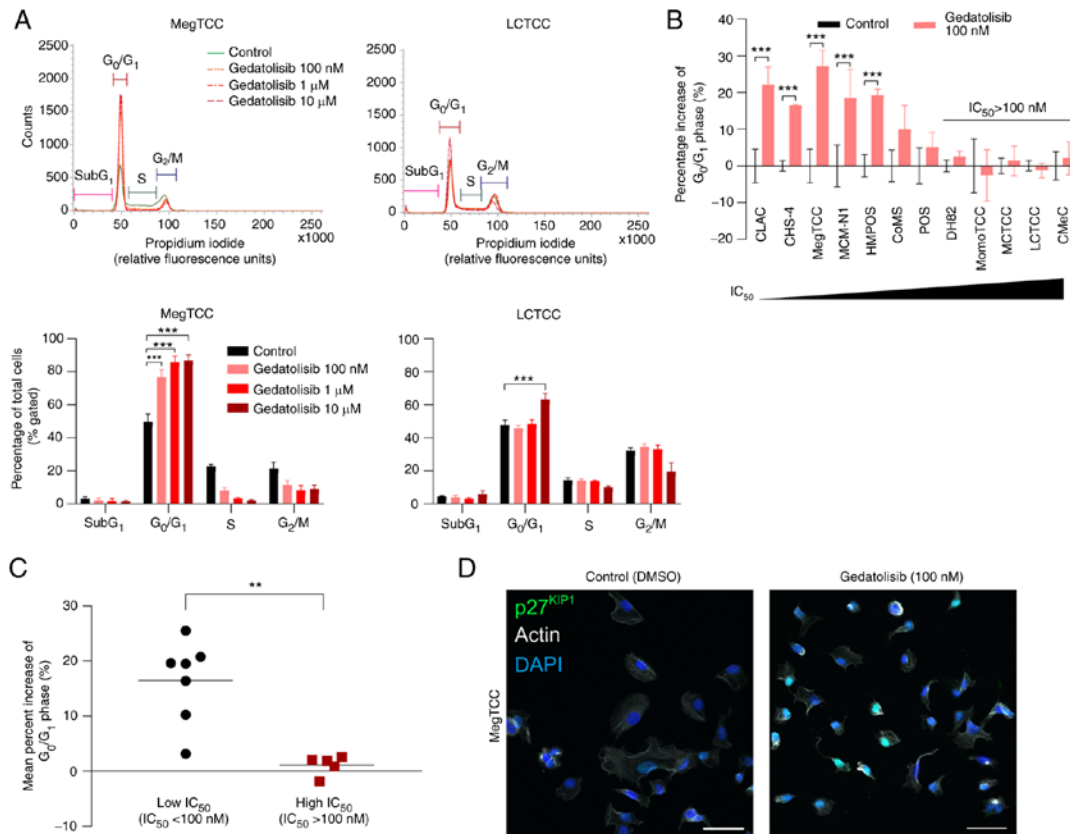 A
MegTCC
LCTCC
2500
2000
1500
1000
500
0
Counts
G0/G1
SubG1
S
G2/M
Control
Gedatolisib 100 nM
Gedatolisib 1 μM
Gedatolisib 10 μM
0 50 100 150 200 250
x1000
Propidium iodide
(relative fluorescence units)
2500
2000
1500
1000
500
0
G0/G1
SubG1
S
G2/M
0 50 100 150 200 250
x1000
Propidium iodide
(relative fluorescence units)
B
Control
Gedatolisib
100 nM
Percentage increase of
G0/G1 phase (%)
40
30
20
10
0
−10
−20
***
***
***
***
***
IC50>100 nM
CLAC
CHS-4
MegTCC
MCM-N1
HMPOS
CoMS
POS
DH82
MomoTCC
MCTCC
LCTCC
CMeC
IC50
MegTCC
Percentage of total cells
(% gated)
100
80
60
40
20
0
***
***
***
Control
Gedatolisib 100 nM
Gedatolisib 1 μM
Gedatolisib 10 μM
SubG1 G0/G1 S G2/M
LCTCC
100
80
60
40
20
0
***
SubG1 G0/G1 S G2/M
C
Mean percent increase of
G0/G1 phase (%)
30
20
10
0
−10
**
Low IC50
(IC50 <100 nM)
High IC50
(IC50 >100 nM)
D
Control (DMSO)
Gedatolisib (100 nM)
p27KIP1
Actin
DAPI
MegTCC